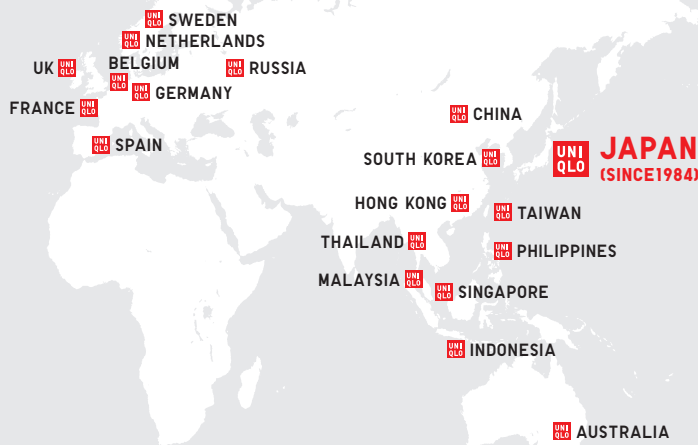 UNI
QLO
SWEDEN
UNI
QLO
NETHERLANDS
UK
UNI
QLO
BELGIUM
UNI
QLO
UNI
QLO
RUSSIA
UNI
QLO
GERMANY
FRANCE
UNI
QLO
UNI
QLO
SPAIN
UNI
QLO
CHINA
SOUTH KOREA
UNI
QLO
UNI
QLO
JAPAN
(SINCE1984)
HONG KONG
UNI
QLO
UNI
QLO
TAIWAN
THAILAND
UNI
QLO
UNI
QLO
PHILIPPINES
MALAYSIA
UNI
QLO
UNI
QLO
SINGAPORE
UNI
QLO
INDONESIA
UNI
QLO
AUSTRALIA